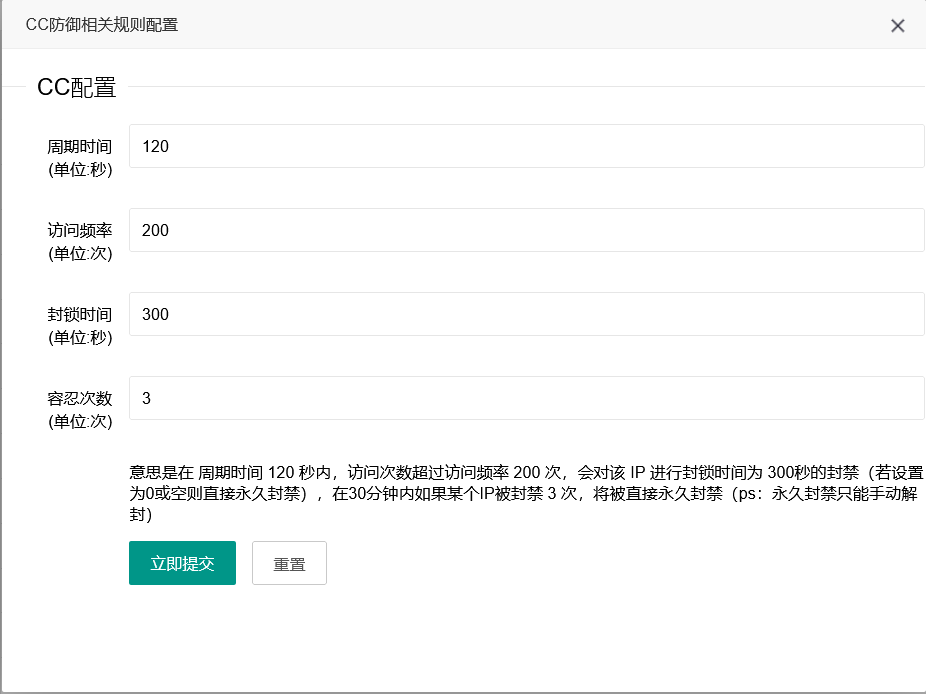 CC防御相关规则配置
CC配置
周期时间
(单位:秒)
120
访问频率
(单位:次)
200
封锁时间
(单位:秒)
300
容忍次数
(单位:次)
3
意思是在 周期时间 120 秒内，访问次数超过访问频率 200 次，会对该 IP 进行封锁时间为 300秒的封禁（若设置
为0或空则直接永久封禁），在30分钟内如果某个IP被封禁 3 次，将被直接永久封禁（ps：永久封禁只能手动解
封）
立即提交
重置